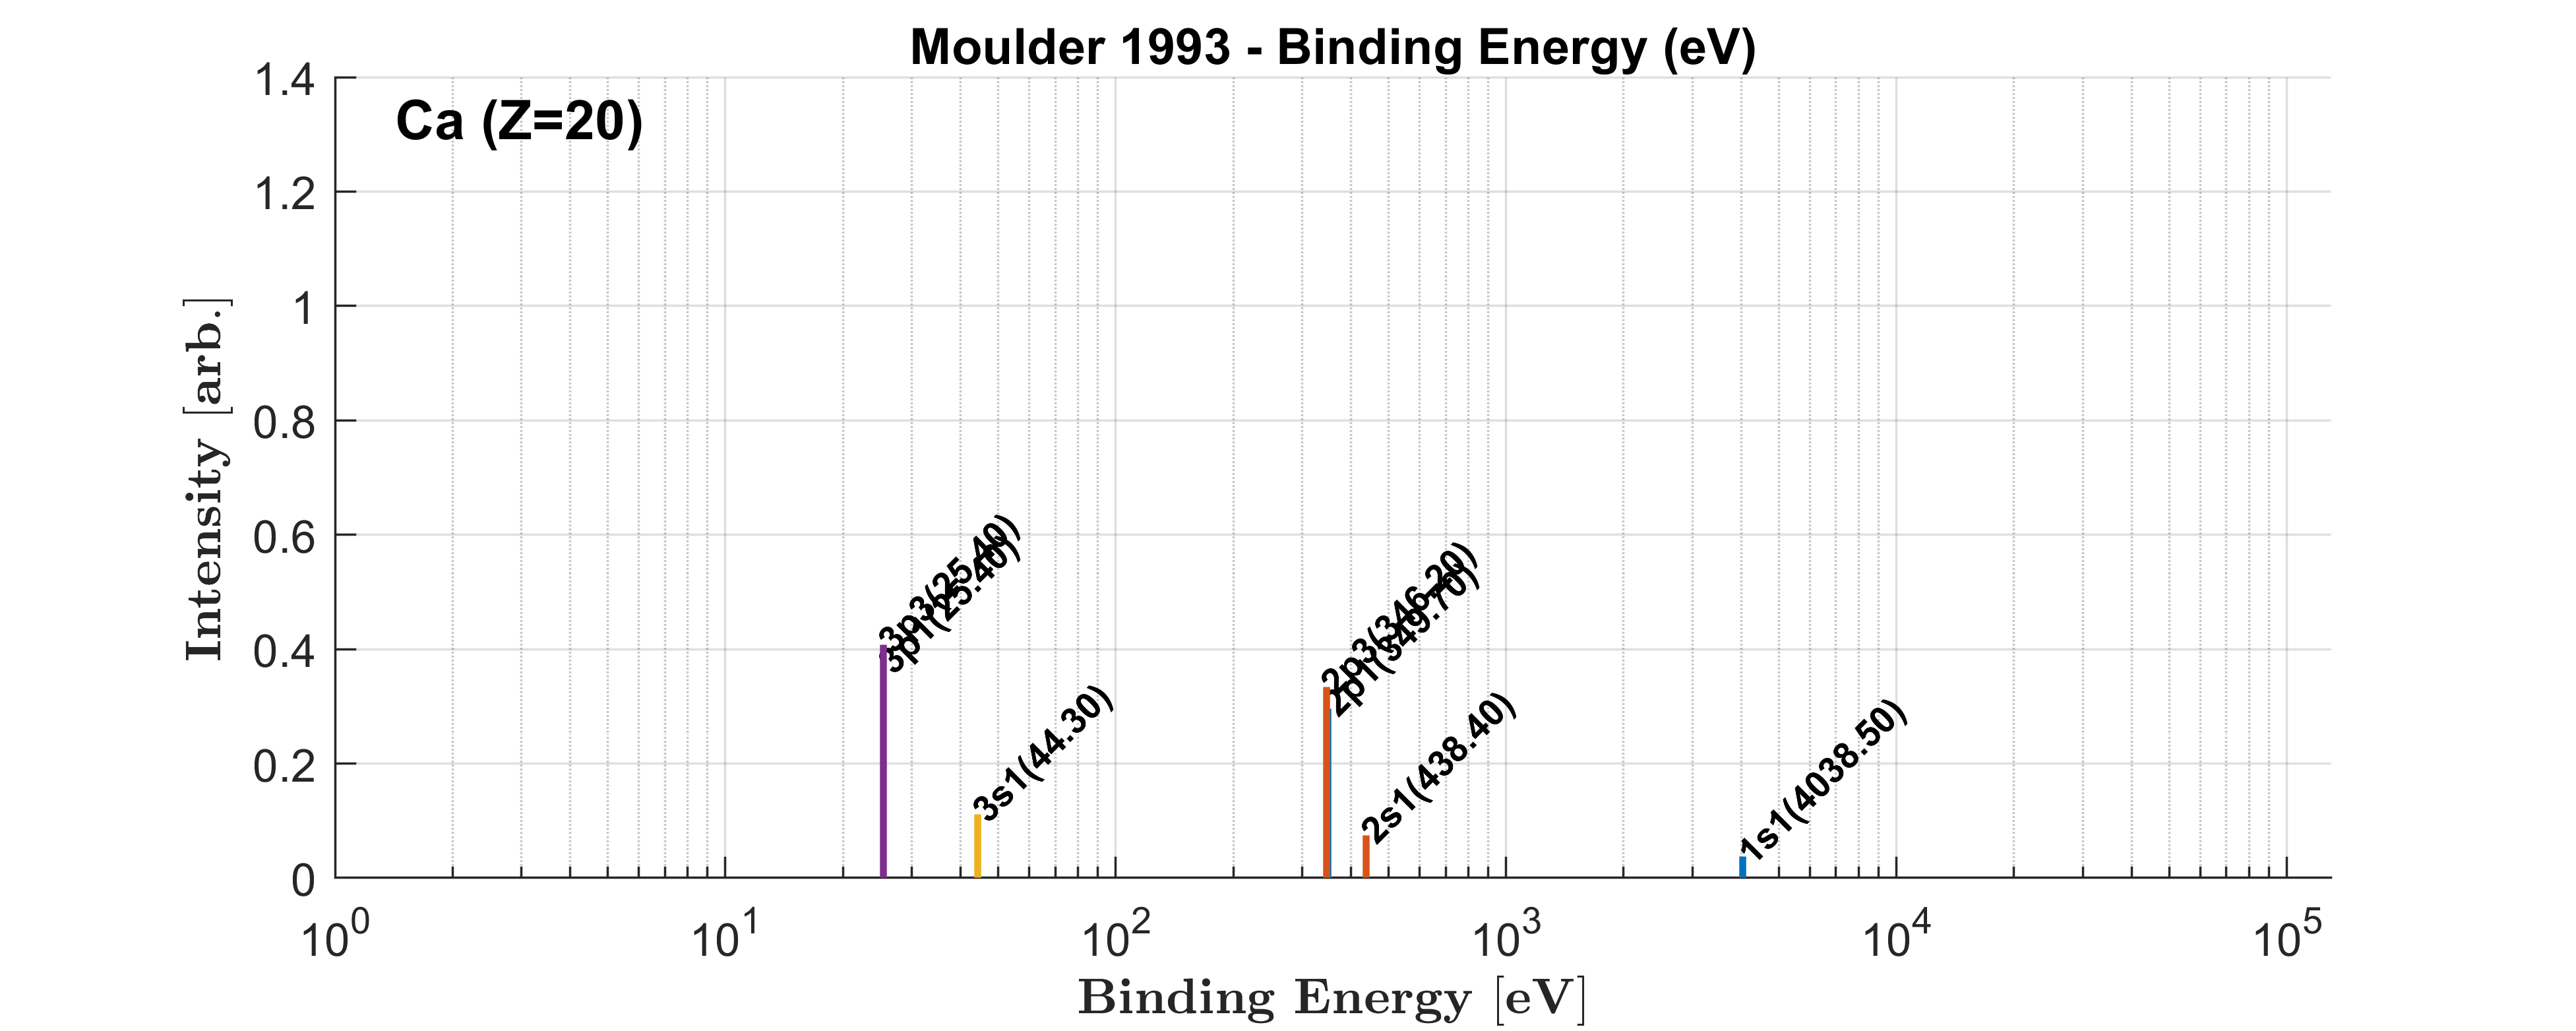 Moulder 1993 - Binding Energy (eV)
Ca (Z=20)
Intensity [arb.]
1.4
1.2
1
0.8
0.6
0.4
0.2
0
3p3(25.40)
3p1(25.40)
3s1(44.30)
2p3(346.20)
2p1(349.70)
2s1(438.40)
1s1(4038.50)
10^0 10^1 10^2 10^3 10^4 10^5
Binding Energy [eV]